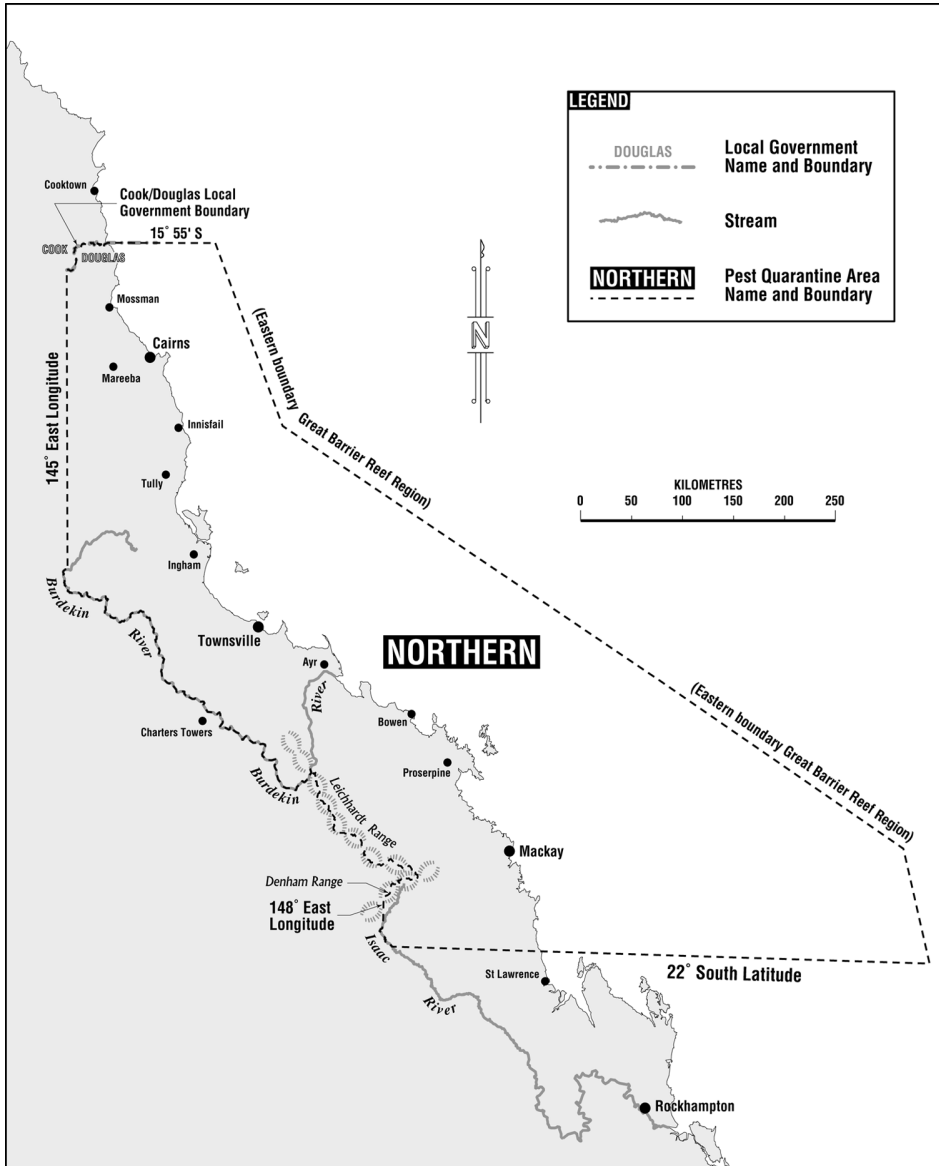 LEGEND
DOUGLAS
Local Government
Name and Boundary
Stream
NORTHERN
Pest Quarantine Area
Name and Boundary
Cooktown
Cook/Douglas Local
Government Boundary
15° 55' S
COOK
DOUGLAS
Mossman
Cairns
Mareeba
145° East Longitude
(Eastern boundary
Great Barrier Reef Region)
N
Innisfail
Tully
KILOMETRES
0 50 100 150 200 250
Ingham
Burdekin
River
Townsville
NORTHERN
Ayr
River
Bowen
Charters Towers
Proserpine
Burdekin
Leichhardt Range
(Eastern boundary Great Barrier Reef Region)
Mackay
Denham Range
148° East
Longitude
Isaac
22° South Latitude
St Lawrence
River
Rockhampton